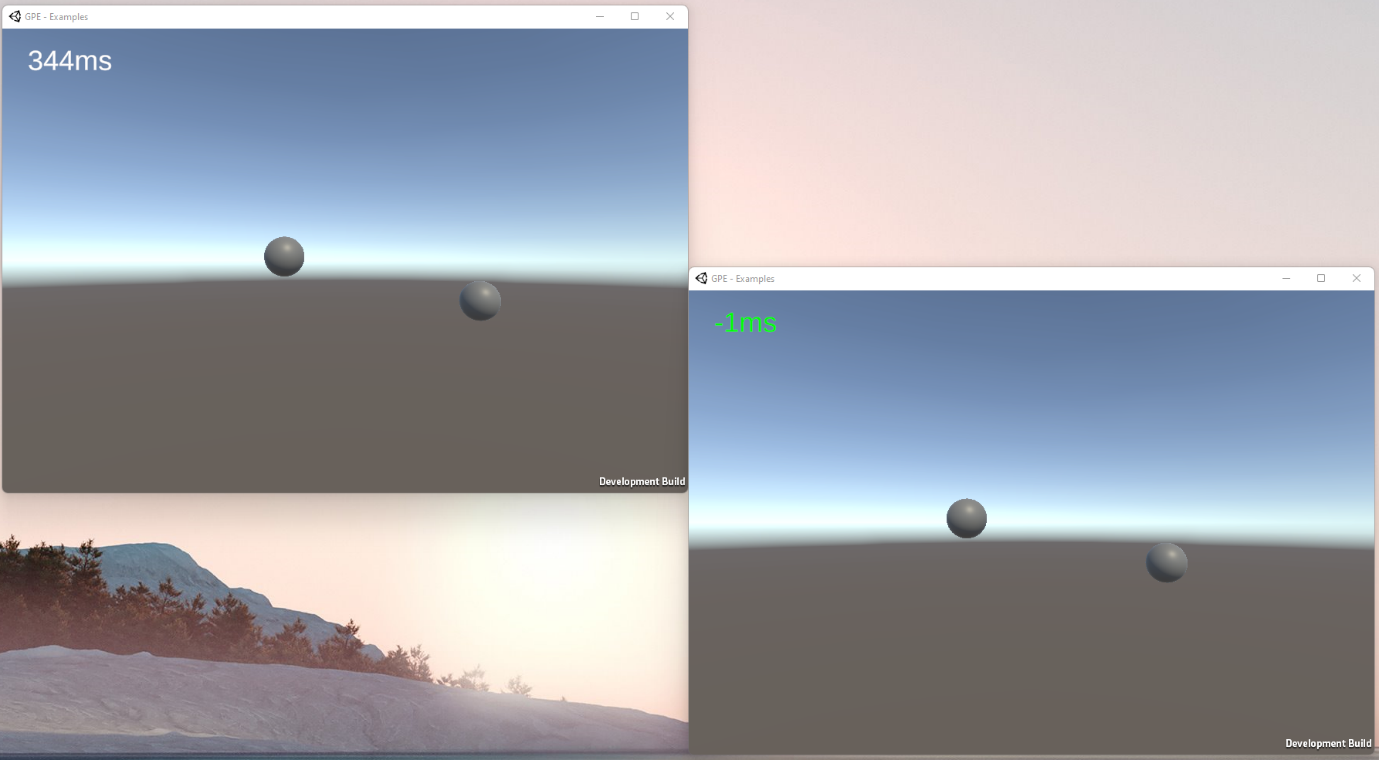 GPE - Examples
344ms
Development Build
GPE - Examples
-1ms
Development Build